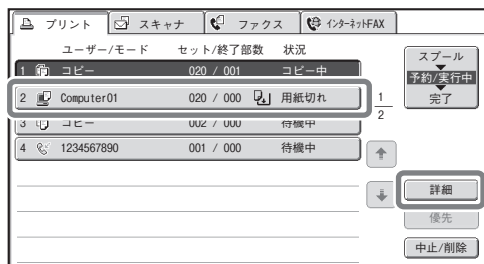 プリント スキャナ ファクス インターネットFAX
ユーザー/モード セット/終了部数 状況
1 コピー 020 / 001 コピー中
2 Computer01 020 / 000 用紙切れ
3 コピー 002 / 000 待機中
4 1234567890 001 / 000 待機中
1
2
スプール
予約/実行中
完了
詳細
優先
中止/削除